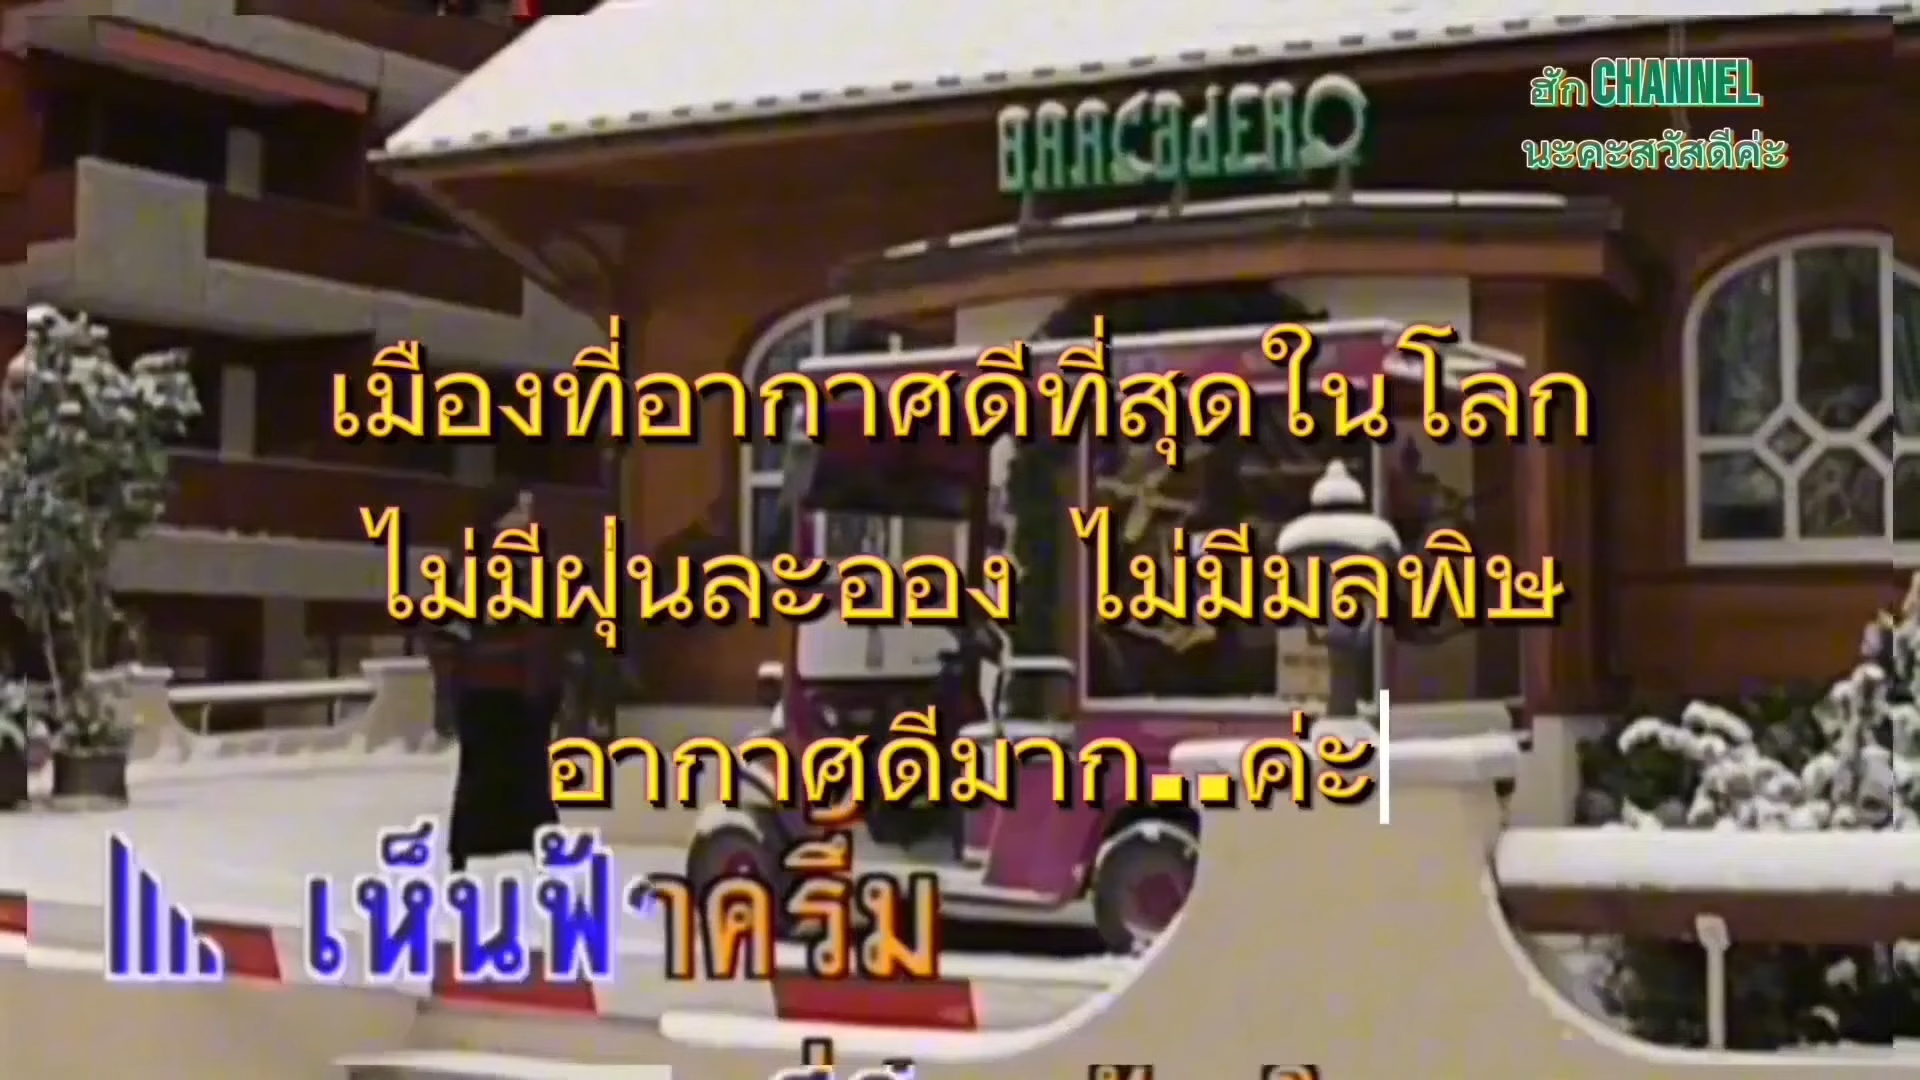 ฮัก CHANNEL
นะคะสวัสดีค่ะ
เมืองที่อากาศดีที่สุดในโลก
ไม่มีฝุ่นละออง ไม่มีมลพิษ
อากาศดีมาก..ค่ะ
เห็นฟ้าครึ้ม